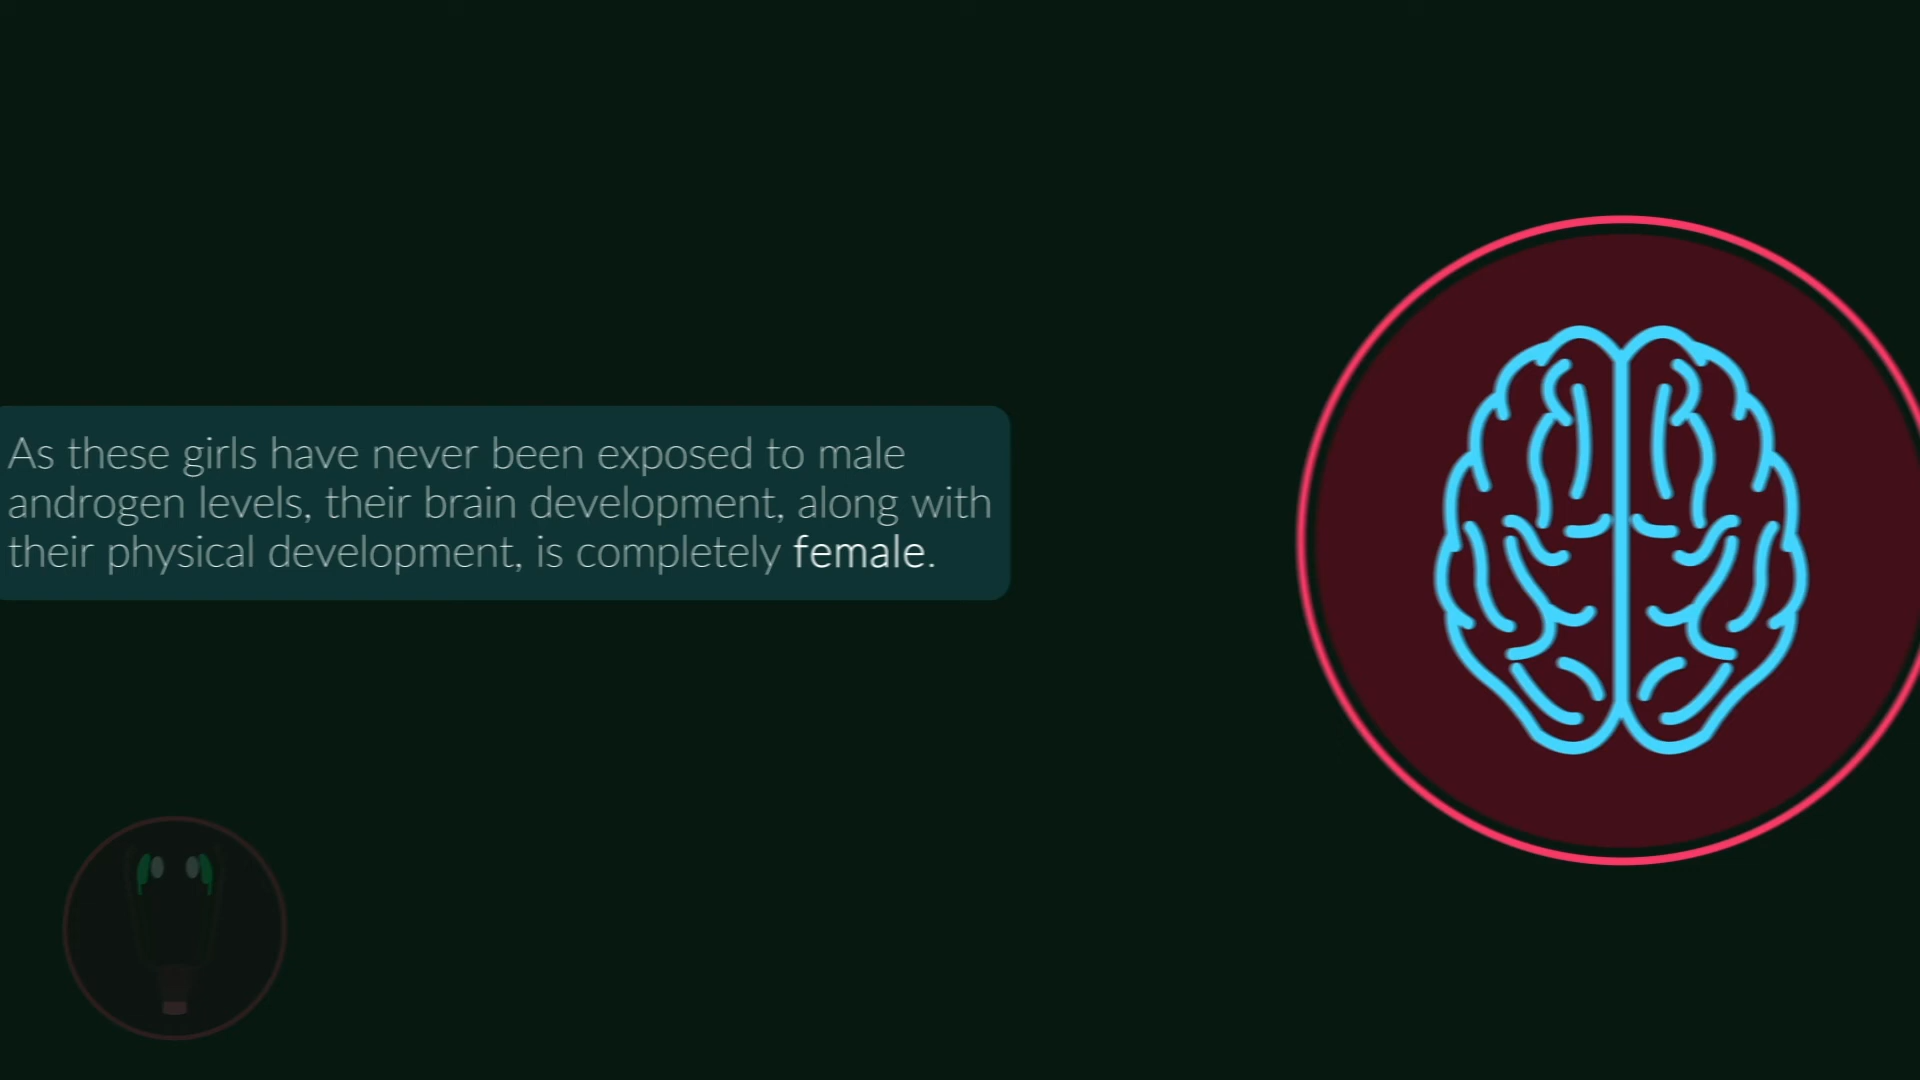 As these girls have never been exposed to male
androgen levels, their brain development, along with
their physical development, is completely female.